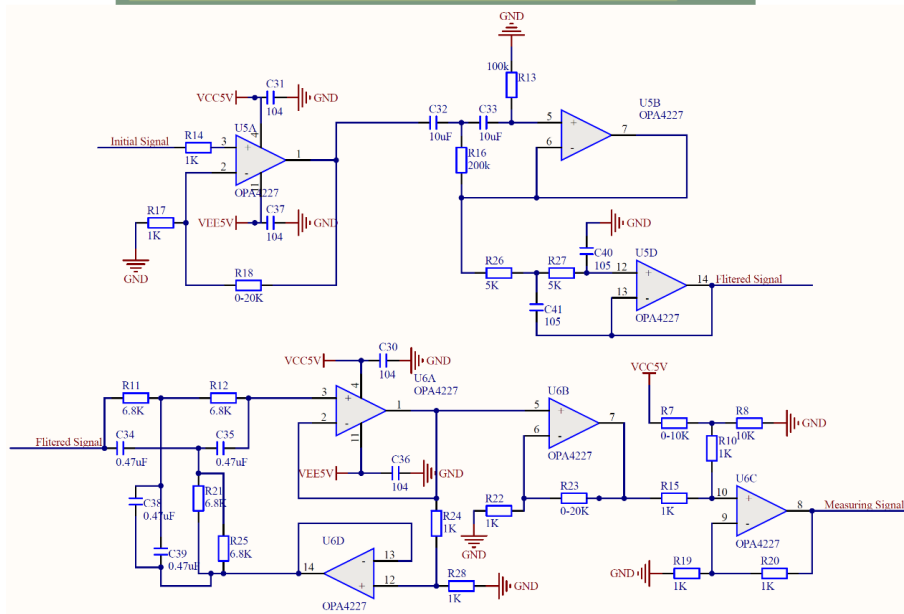 GND
100k
R13
C31
VCC5V
GND
104
C32
C33
U5B
OPA4227
R14
U5A
4
10uF
10uF
5
+
7
Initial Signal
3
+
1
6
-
1K
2
-
R16
200k
11
OPA4227
R17
VEE5V
C37
GND
1K
104
GND
GND
C40
U5D
R18
R26
R27
105
12
+
14
Flitered Signal
0-20K
5K
5K
13
-
C41
105
OPA4227
C30
VCC5V
GND
104
U6A
OPA4227
VCC5V
R11
R12
4
U6B
6.8K
6.8K
3
+
1
5
+
7
R7
R8
GND
2
-
6
-
0-10K
10K
Flitered Signal
C34
C35
OPA4227
R10
1K
0.47uF
0.47uF
11
C36
VEE5V
GND
104
U6C
C38
0.47uF
R21
6.8K
R22
R23
R15
10
+
8
Measuring Signal
1K
0-20K
1K
9
-
R24
1K
GND
OPA4227
R25
6.8K
U6D
C39
0.47uF
13
-
14
12
+
R28
GND
1K
GND
R19
R20
1K
1K
OPA4227